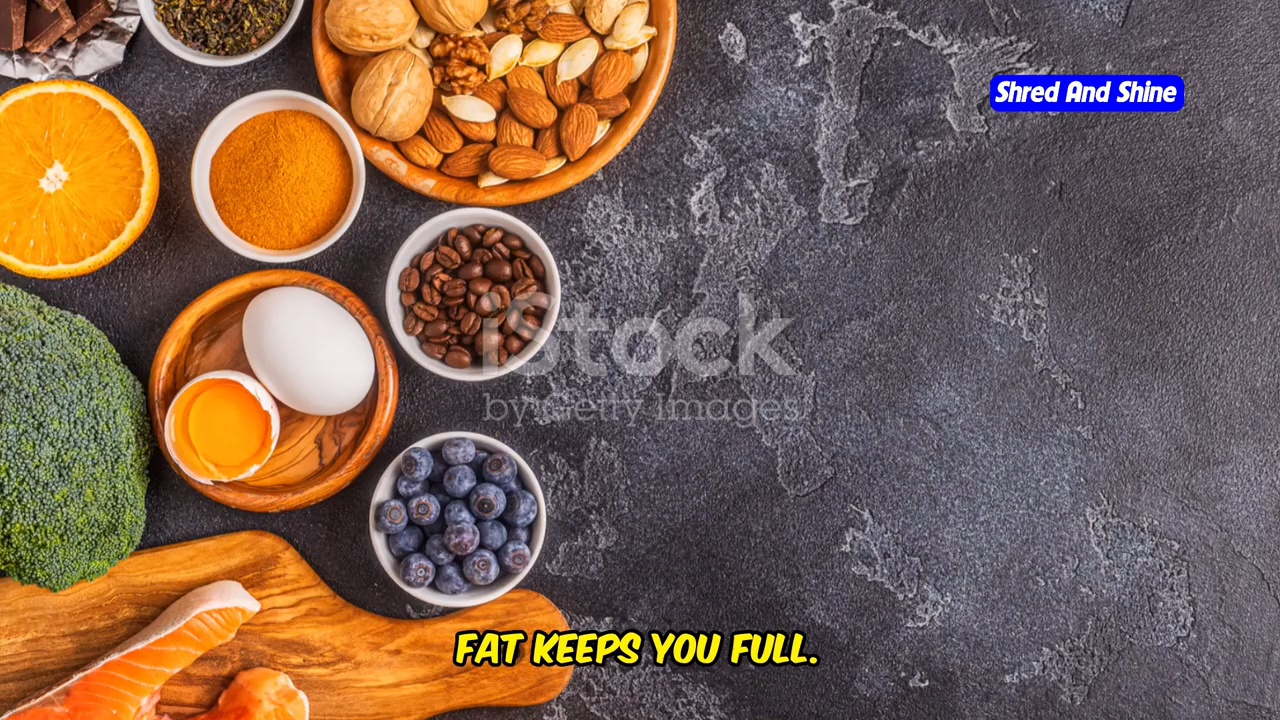 Shred And Shine
iStock
by Getty Images
FAT KEEPS YOU FULL.